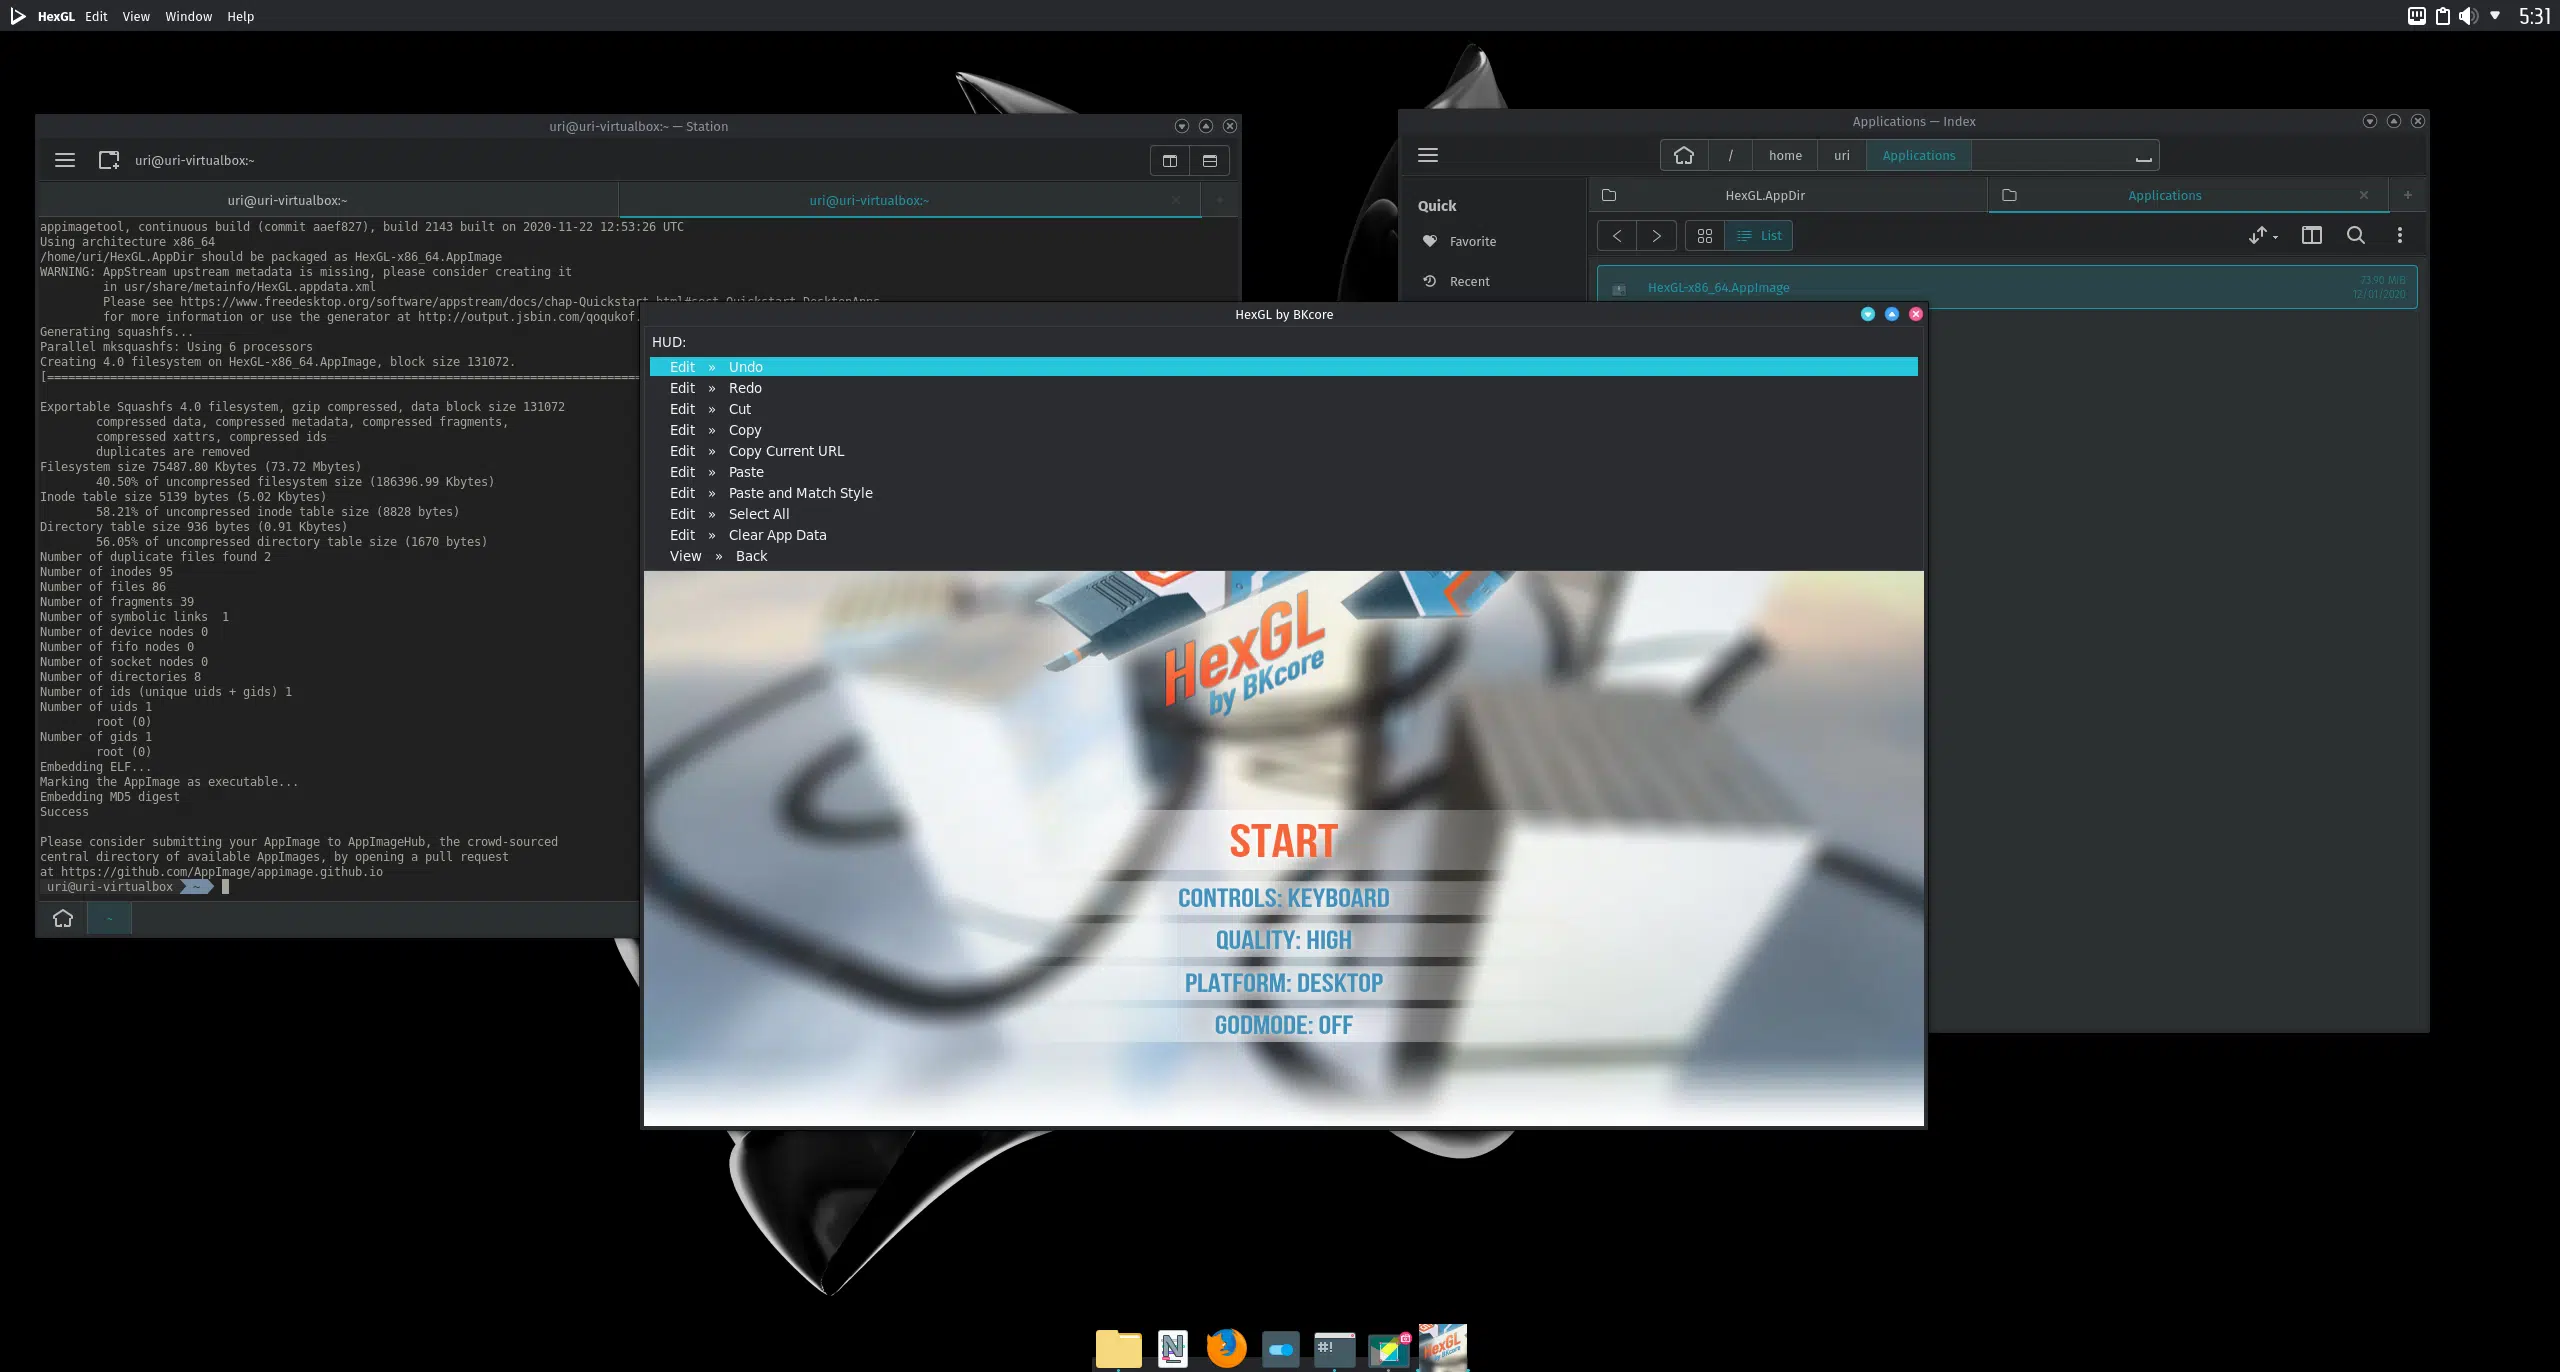 HexGL Edit View Window Help
5:31
uri@uri-virtualbox:~ — Station
uri@uri-virtualbox:~
uri@uri-virtualbox:~
uri@uri-virtualbox:~
appimagetool, continuous build (commit aaef827), build 2143 built on 2020-11-22 12:53:26 UTC
Using architecture x86_64
/home/uri/HexGL.AppDir should be packaged as HexGL-x86_64.AppImage
WARNING: AppStream upstream metadata is missing, please consider creating it
in usr/share/metainfo/HexGL.appdata.xml
Please see https://www.freedesktop.org/software/appstream/docs/chap-Quickstart.html#sect-Quickstart-DesktopApps
for more information or use the generator at http://output.jsbin.com/qoqukof.
Generating squashfs...
Parallel mksquashfs: Using 6 processors
Creating 4.0 filesystem on HexGL-x86_64.AppImage, block size 131072.
[=====================================================================================
Exportable Squashfs 4.0 filesystem, gzip compressed, data block size 131072
compressed data, compressed metadata, compressed fragments,
compressed xattrs, compressed ids
duplicates are removed
Filesystem size 75487.80 Kbytes (73.72 Mbytes)
40.50% of uncompressed filesystem size (186396.99 Kbytes)
Inode table size 5139 bytes (5.02 Kbytes)
58.21% of uncompressed inode table size (8828 bytes)
Directory table size 936 bytes (0.91 Kbytes)
56.05% of uncompressed directory table size (1670 bytes)
Number of duplicate files found 2
Number of inodes 95
Number of files 86
Number of fragments 39
Number of symbolic links  1
Number of device nodes 0
Number of fifo nodes 0
Number of socket nodes 0
Number of directories 8
Number of ids (unique uids + gids) 1
Number of uids 1
root (0)
Number of gids 1
root (0)
Embedding ELF...
Marking the AppImage as executable...
Embedding MD5 digest
Success
Please consider submitting your AppImage to AppImageHub, the crowd-sourced
central directory of available AppImages, by opening a pull request
at https://github.com/AppImage/appimage.github.io
uri@uri-virtualbox ~
~
Applications — Index
/ home uri Applications
HexGL.AppDir
Applications
Quick
Favorite
Recent
List
HexGL-x86_64.AppImage
73.90 MiB
12/01/2020
HexGL by BKcore
HUD:
Edit » Undo
Edit » Redo
Edit » Cut
Edit » Copy
Edit » Copy Current URL
Edit » Paste
Edit » Paste and Match Style
Edit » Select All
Edit » Clear App Data
View » Back
HexGL
by BKcore
START
CONTROLS: KEYBOARD
QUALITY: HIGH
PLATFORM: DESKTOP
GODMODE: OFF
N
#!
HexGL
by BKcore